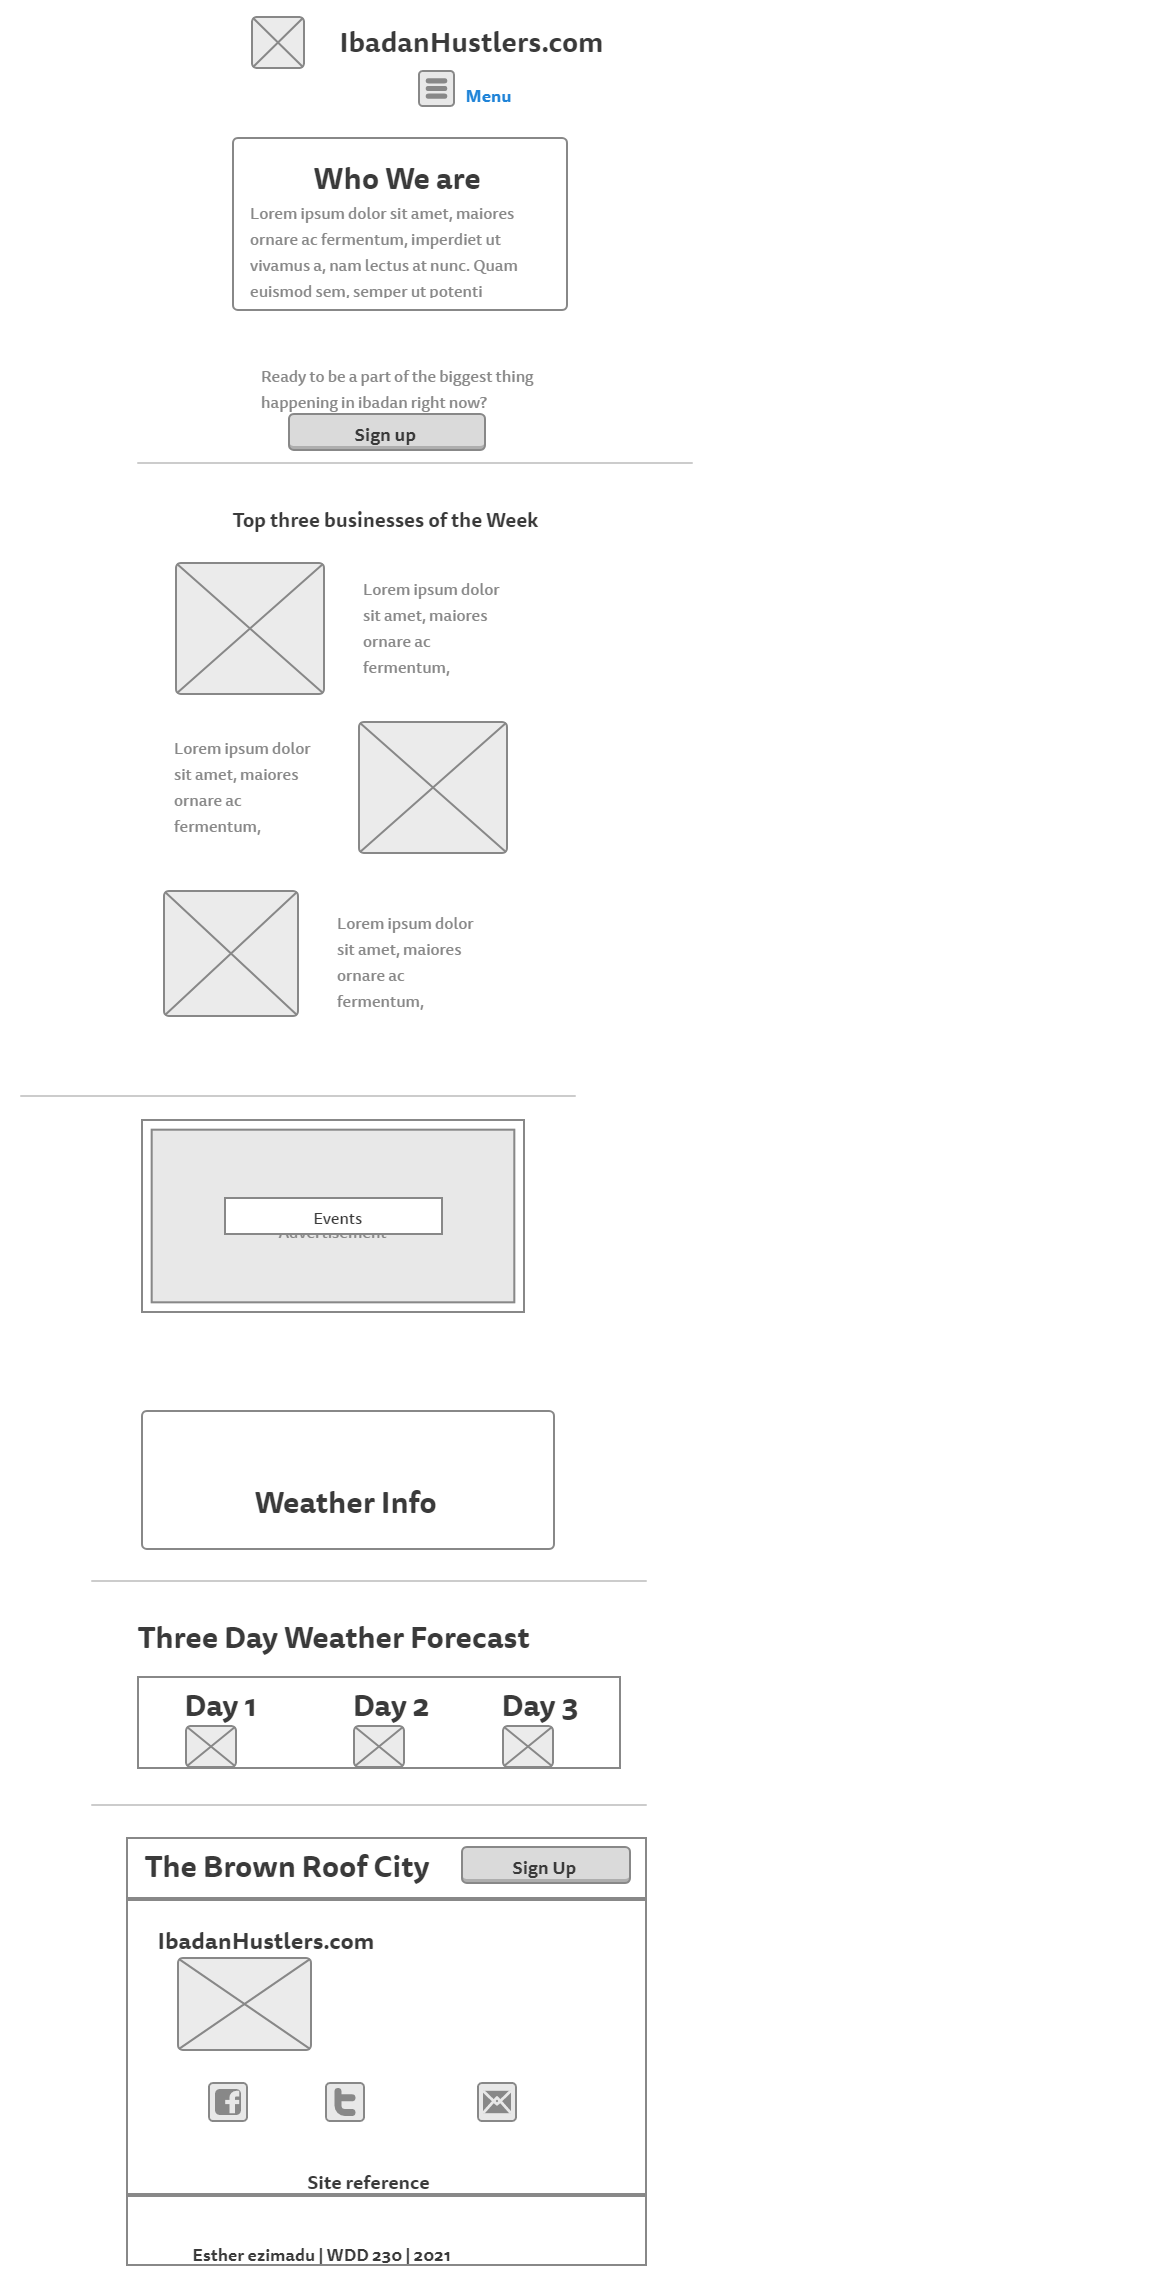 IbadanHustlers.com
Menu
Who We are
Lorem ipsum dolor sit amet, maiores
ornare ac fermentum, imperdiet ut
vivamus a, nam lectus at nunc. Quam
euismod sem, semper ut potenti
Ready to be a part of the biggest thing
happening in ibadan right now?
Sign up
Top three businesses of the Week
Lorem ipsum dolor
sit amet, maiores
ornare ac
fermentum,
Lorem ipsum dolor
sit amet, maiores
ornare ac
fermentum,
Lorem ipsum dolor
sit amet, maiores
ornare ac
fermentum,
Events
Advertisement
Weather Info
Three Day Weather Forecast
Day 1 Day 2 Day 3
The Brown Roof City Sign Up
IbadanHustlers.com
Site reference
Esther ezimadu | WDD 230 | 2021